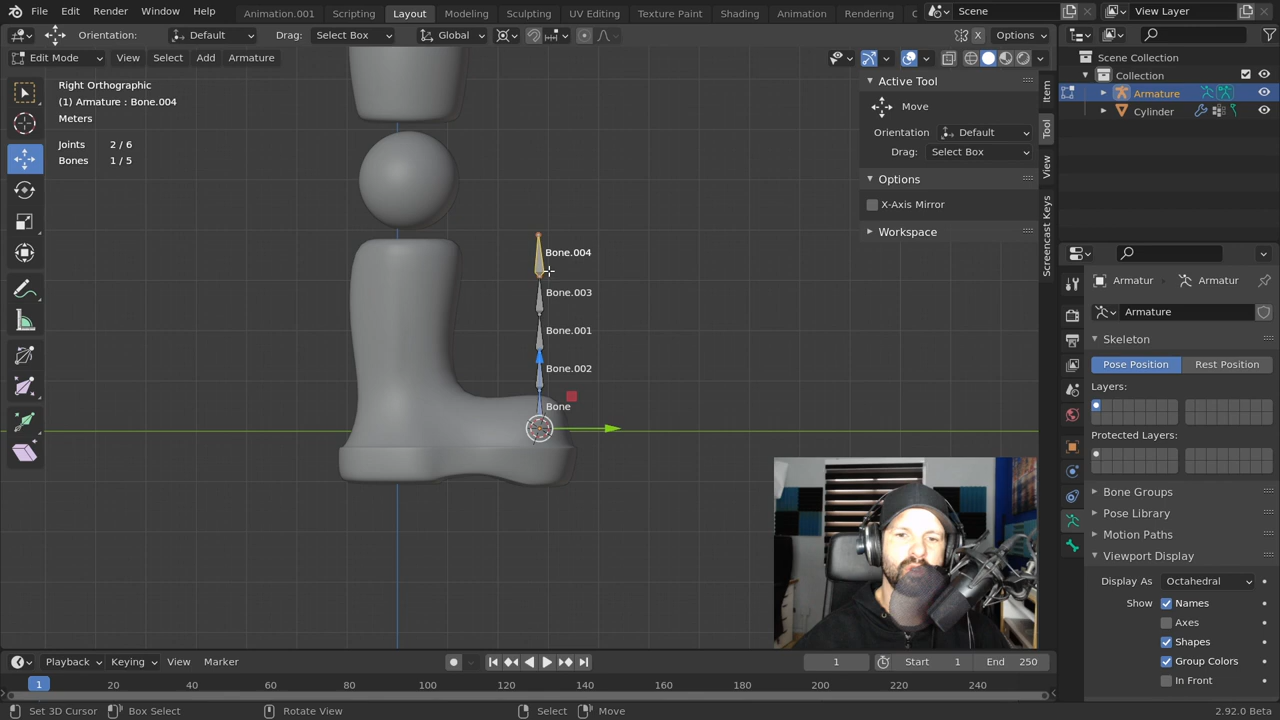 File Edit Render Window Help Animation.001 Scripting Layout Modeling Sculpting UV Editing Texture Paint Shading Animation Rendering C Scene View Layer
Orientation: Default Drag: Select Box Global X Options
Edit Mode View Select Add Armature
Right Orthographic
(1) Armature : Bone.004
Meters
Joints 2 / 6
Bones 1 / 5
Bone.004
Bone.003
Bone.001
Bone.002
Bone
Active Tool
Move
Orientation Default
Drag: Select Box
Options
X-Axis Mirror
Workspace
Item
Tool
View
Screencast Keys
Scene Collection
Collection
Armature
Cylinder
Armatur Armatur
Armature
Skeleton
Pose Position Rest Position
Layers:
Protected Layers:
Bone Groups
Pose Library
Motion Paths
Viewport Display
Display As Octahedral
Show Names
Axes
Shapes
Group Colors
In Front
Playback Keying View Marker 1 Start 1 End 250
1 20 40 60 80 100 120 140 160 180 200 220 240
Set 3D Cursor Box Select Rotate View Select Move 2.92.0 Beta